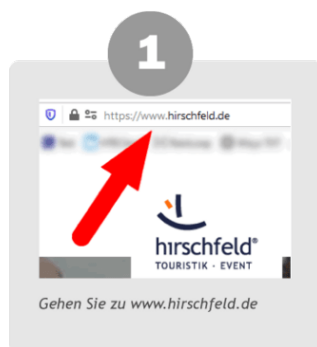 1
https://www.hirschfeld.de
hırschfeld®
TOURISTIK · EVENT
Gehen Sie zu www.hirschfeld.de